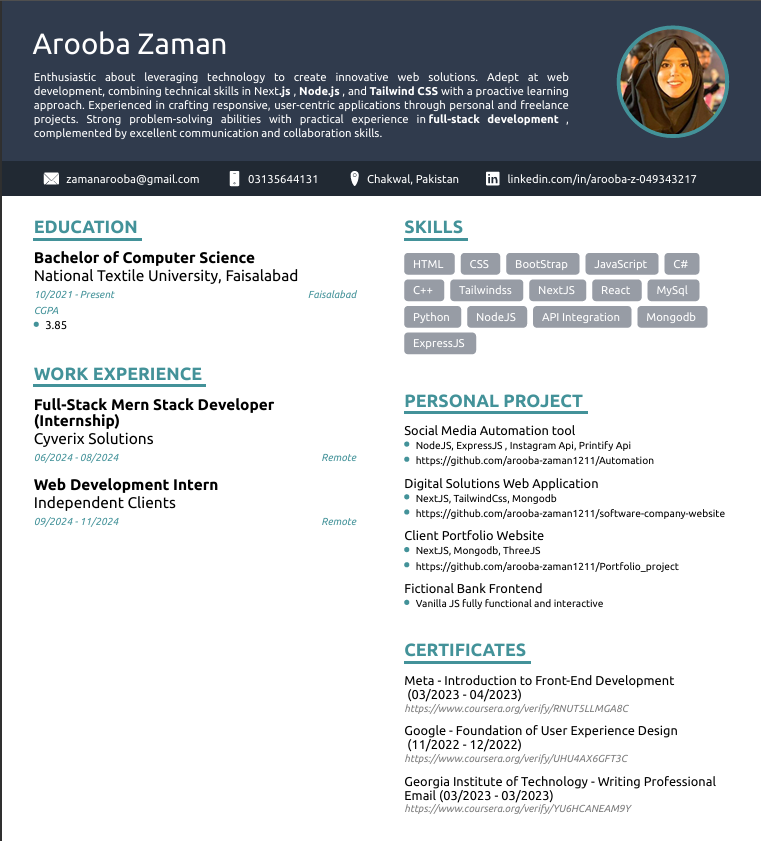 Arooba Zaman
Enthusiastic about leveraging technology to create innovative web solutions. Adept at web
development, combining technical skills in Next.js , Node.js , and Tailwind CSS with a proactive learning
approach. Experienced in crafting responsive, user-centric applications through personal and freelance
projects. Strong problem-solving abilities with practical experience in full-stack development ,
complemented by excellent communication and collaboration skills.
zamanarooba@gmail.com
03135644131
Chakwal, Pakistan
linkedin.com/in/arooba-z-049343217
EDUCATION
Bachelor of Computer Science
National Textile University, Faisalabad
10/2021 - Present Faisalabad
CGPA
3.85
WORK EXPERIENCE
Full-Stack Mern Stack Developer
(Internship)
Cyverix Solutions
06/2024 - 08/2024 Remote
Web Development Intern
Independent Clients
09/2024 - 11/2024 Remote
SKILLS
HTML CSS BootStrap JavaScript C#
C++ Tailwindss NextJS React MySql
Python NodeJS API Integration Mongodb
ExpressJS
PERSONAL PROJECT
Social Media Automation tool
NodeJS, ExpressJS , Instagram Api, Printify Api
https://github.com/arooba-zaman1211/Automation
Digital Solutions Web Application
NextJS, TailwindCss, Mongodb
https://github.com/arooba-zaman1211/software-company-website
Client Portfolio Website
NextJS, Mongodb, ThreeJS
https://github.com/arooba-zaman1211/Portfolio_project
Fictional Bank Frontend
Vanilla JS fully functional and interactive
CERTIFICATES
Meta - Introduction to Front-End Development
(03/2023 - 04/2023)
https://www.coursera.org/verify/RNUT5LLMGA8C
Google - Foundation of User Experience Design
(11/2022 - 12/2022)
https://www.coursera.org/verify/UHU4AX6GFT3C
Georgia Institute of Technology - Writing Professional
Email (03/2023 - 03/2023)
https://www.coursera.org/verify/YU6HCANEAM9Y